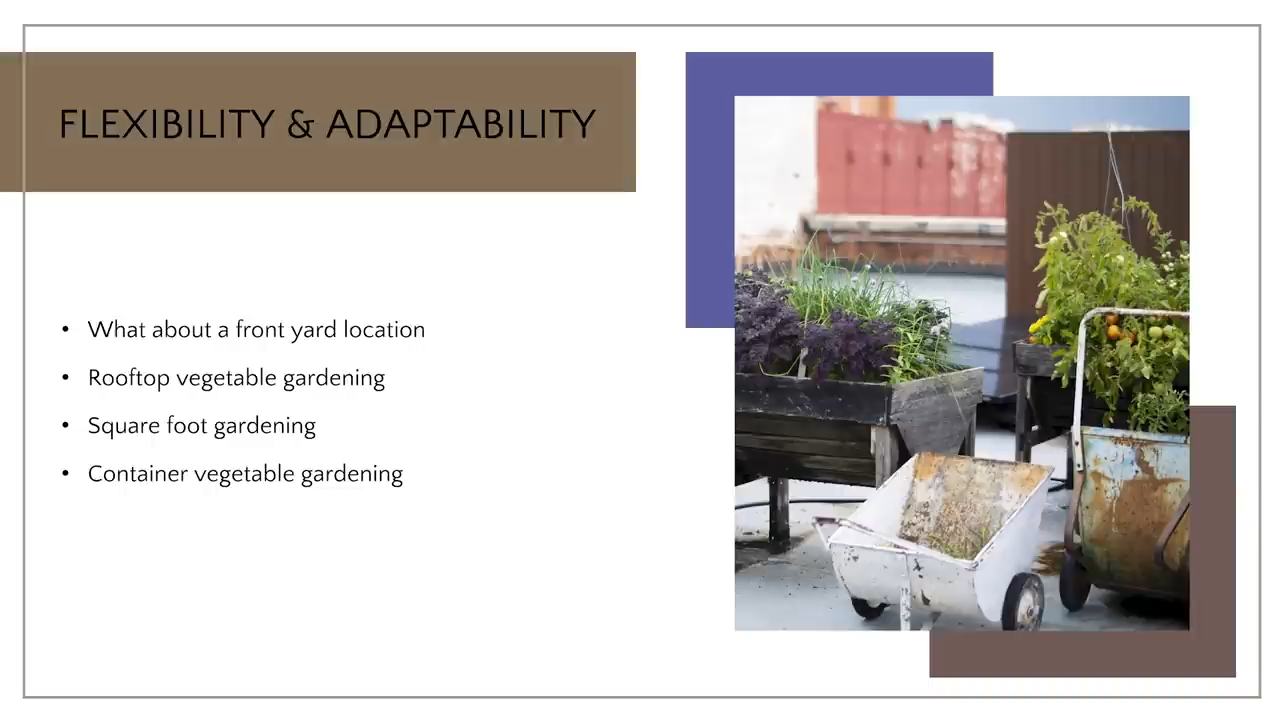 FLEXIBILITY & ADAPTABILITY
• What about a front yard location
• Rooftop vegetable gardening
• Square foot gardening
• Container vegetable gardening